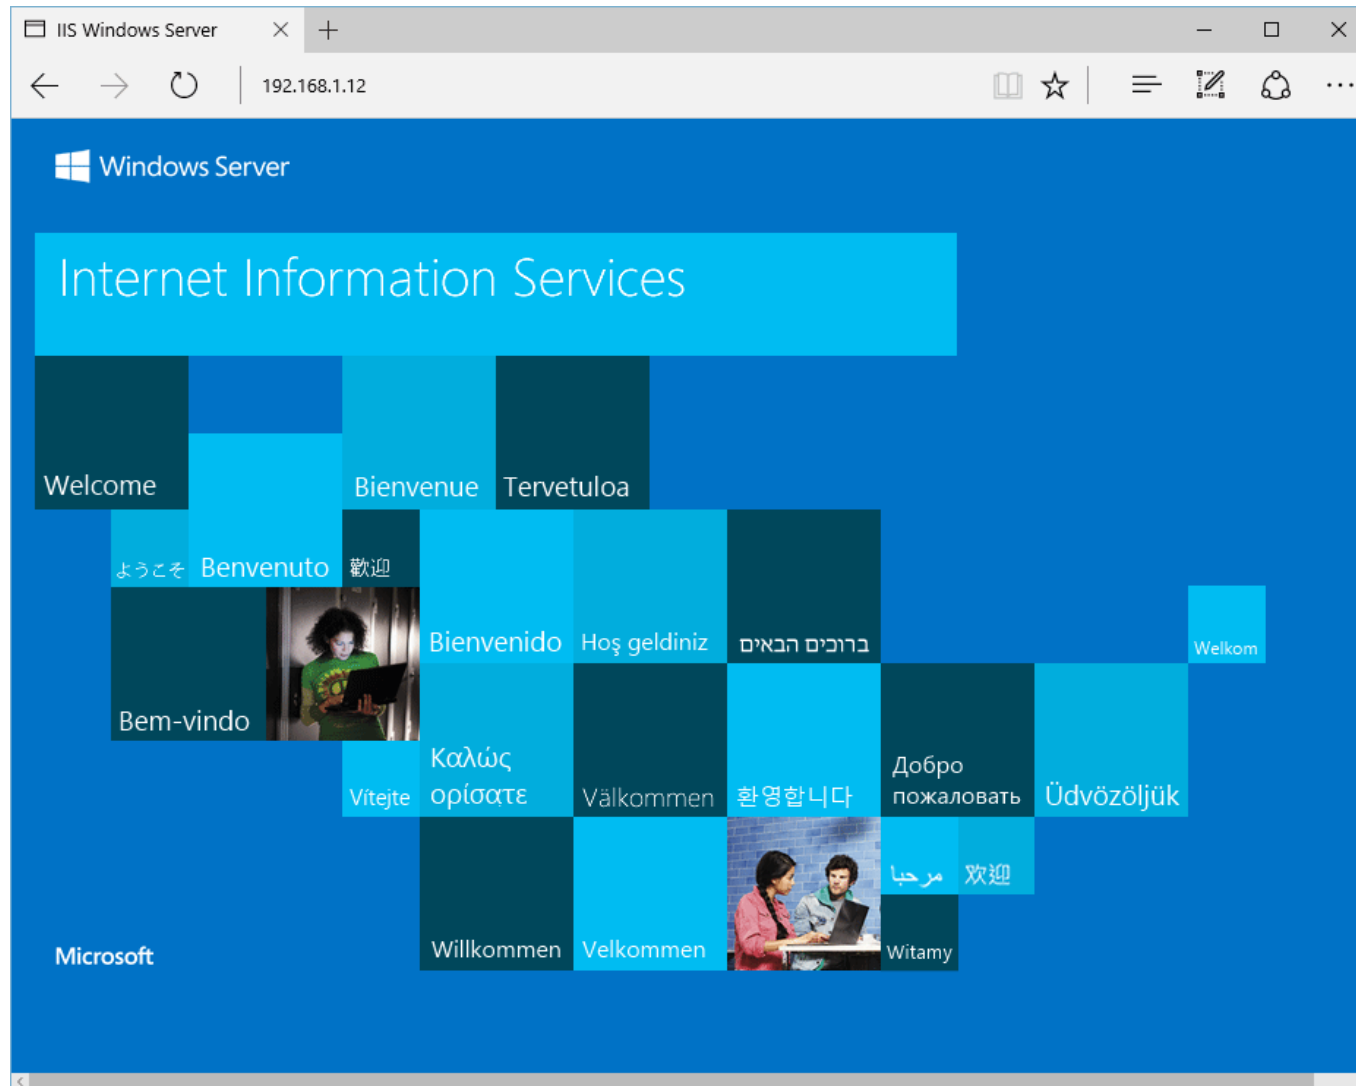 IIS Windows Server
192.168.1.12
Windows Server
Internet Information Services
Welcome
Bienvenue
Tervetuloa
ようこそ
Benvenuto
歡迎
Bienvenido
Hoş geldiniz
ברוכים הבאים
Welkom
Bem-vindo
Vítejte
Καλώς
ορίσατε
Välkommen
환영합니다
Добро
пожаловать
Üdvözöljük
Willkommen
Velkommen
مرحبا
欢迎
Witamy
Microsoft